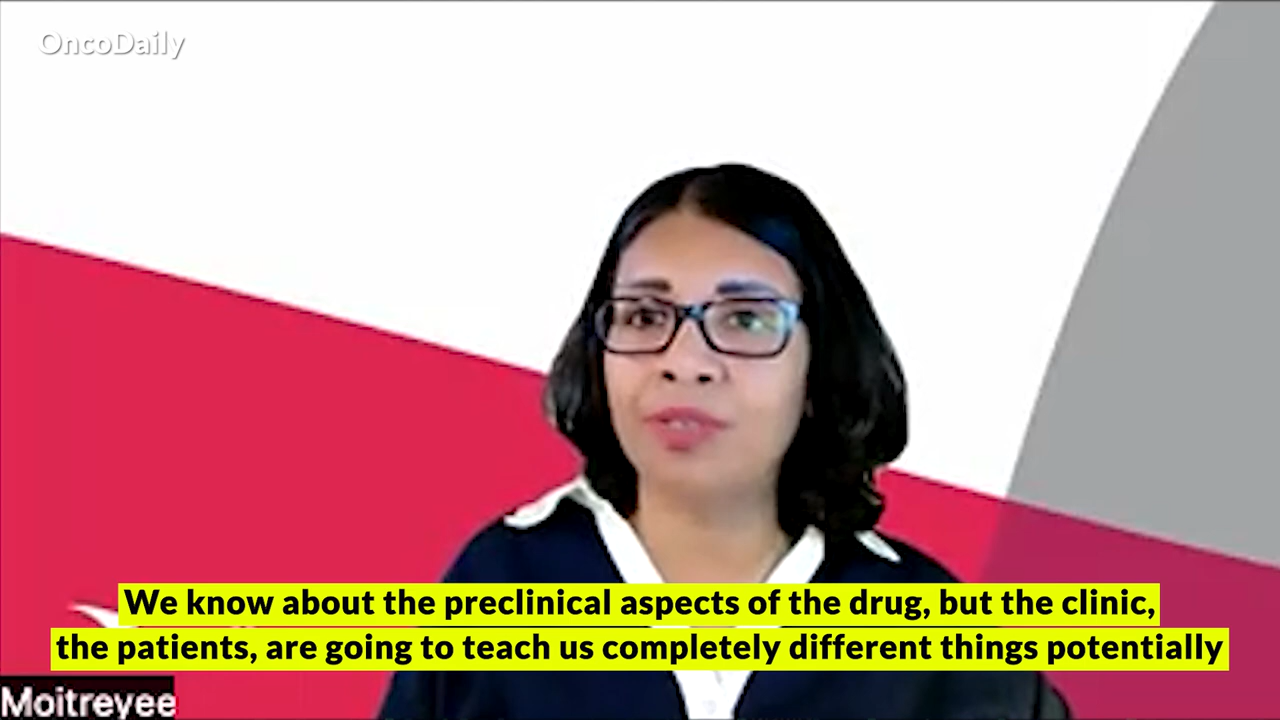 OncoDaily
We know about the preclinical aspects of the drug, but the clinic,
the patients, are going to teach us completely different things potentially
Moitreyee